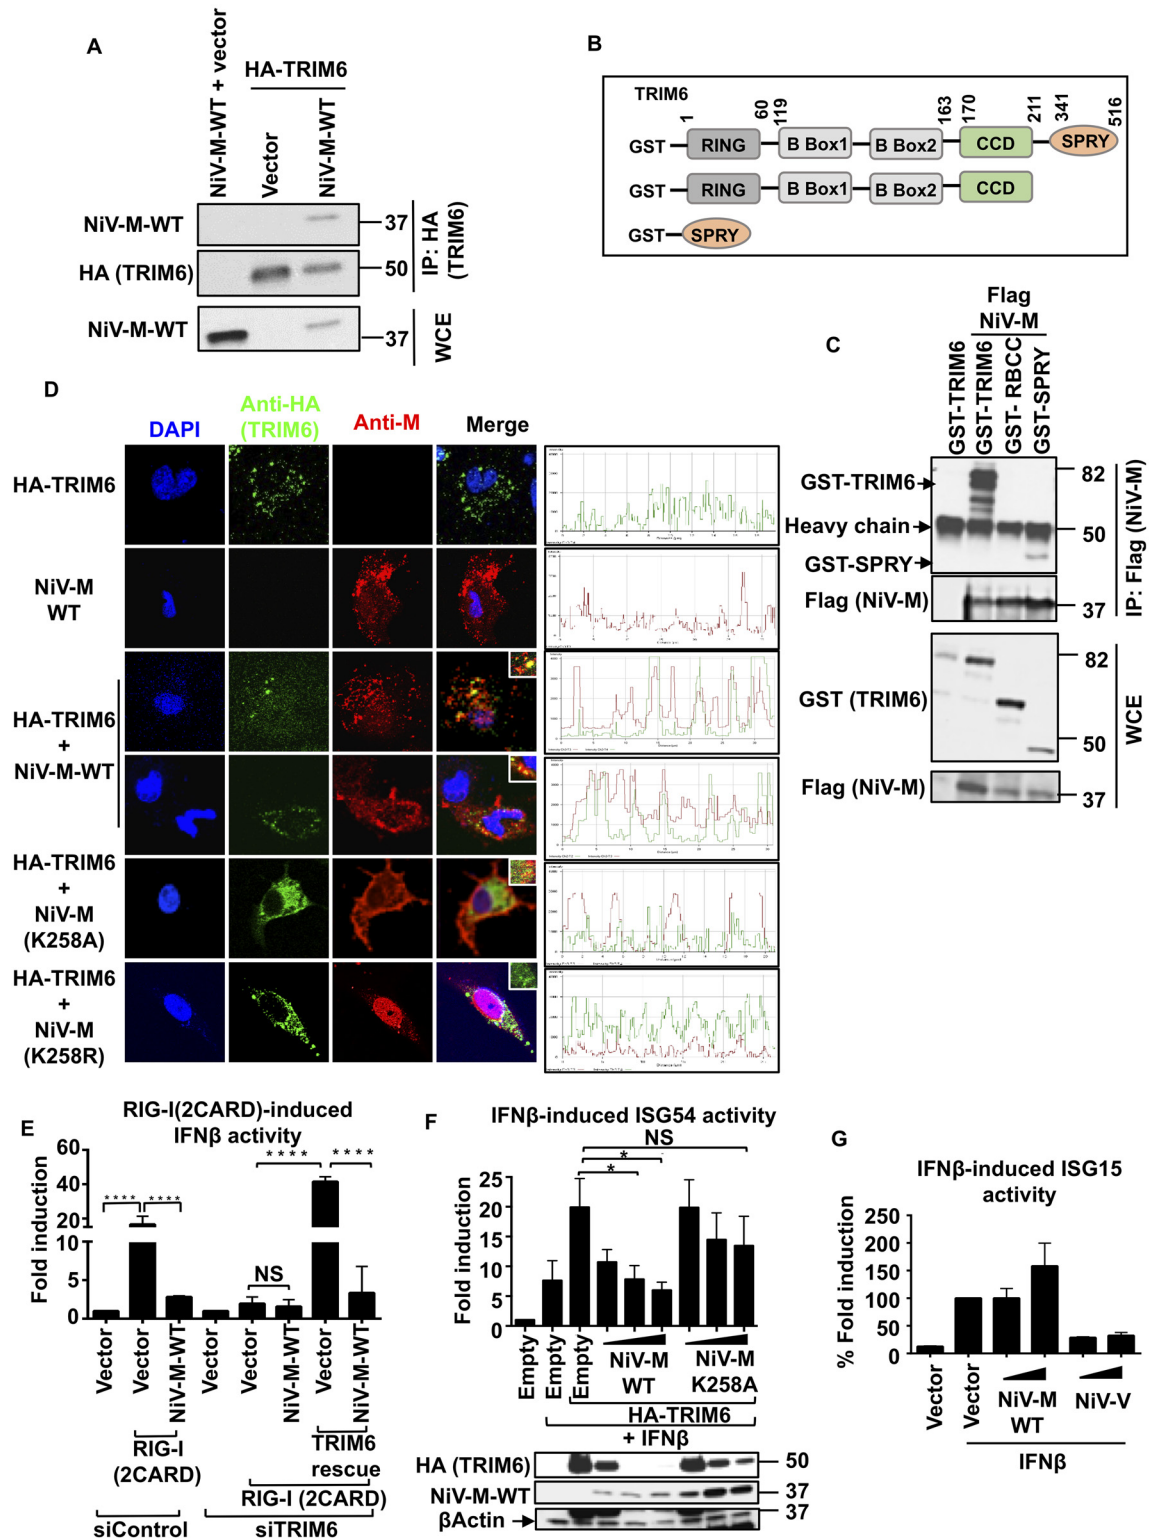 A
NiV-M-WT + vector
HA-TRIM6
Vector
NiV-M-WT
NiV-M-WT
37
HA (TRIM6)
50
IP: HA
(TRIM6)
NiV-M-WT
37
WCE
B
TRIM6
1
60
119
163
170
211
341
516
GST
RING
B Box1
B Box2
CCD
SPRY
GST
RING
B Box1
B Box2
CCD
GST
SPRY
C
Flag
NiV-M
GST-TRIM6
GST-TRIM6
GST- RBCC
GST-SPRY
GST-TRIM6
82
Heavy chain
50
GST-SPRY
Flag (NiV-M)
37
IP: Flag (NiV-M)
GST (TRIM6)
82
50
Flag (NiV-M)
37
WCE
D
DAPI
Anti-HA
(TRIM6)
Anti-M
Merge
HA-TRIM6
NiV-M
WT
HA-TRIM6
+
NiV-M-WT
HA-TRIM6
+
NiV-M
(K258A)
HA-TRIM6
+
NiV-M
(K258R)
E
RIG-I(2CARD)-induced
IFNβ activity
Fold induction
60
40
20
10
5
0
****
****
NS
****
****
Vector
Vector
NiV-M-WT
Vector
Vector
NiV-M-WT
Vector
NiV-M-WT
RIG-I
(2CARD)
TRIM6
rescue
RIG-I (2CARD)
siControl
siTRIM6
F
IFNβ-induced ISG54 activity
NS
*
*
Fold induction
25
20
15
10
5
0
Empty
Empty
Empty
NiV-M
WT
NiV-M
K258A
HA-TRIM6
+ IFNβ
HA (TRIM6)
50
NiV-M-WT
37
βActin
37
G
IFNβ-induced ISG15
activity
% Fold induction
250
200
150
100
50
0
Vector
Vector
NiV-M
WT
NiV-V
IFNβ